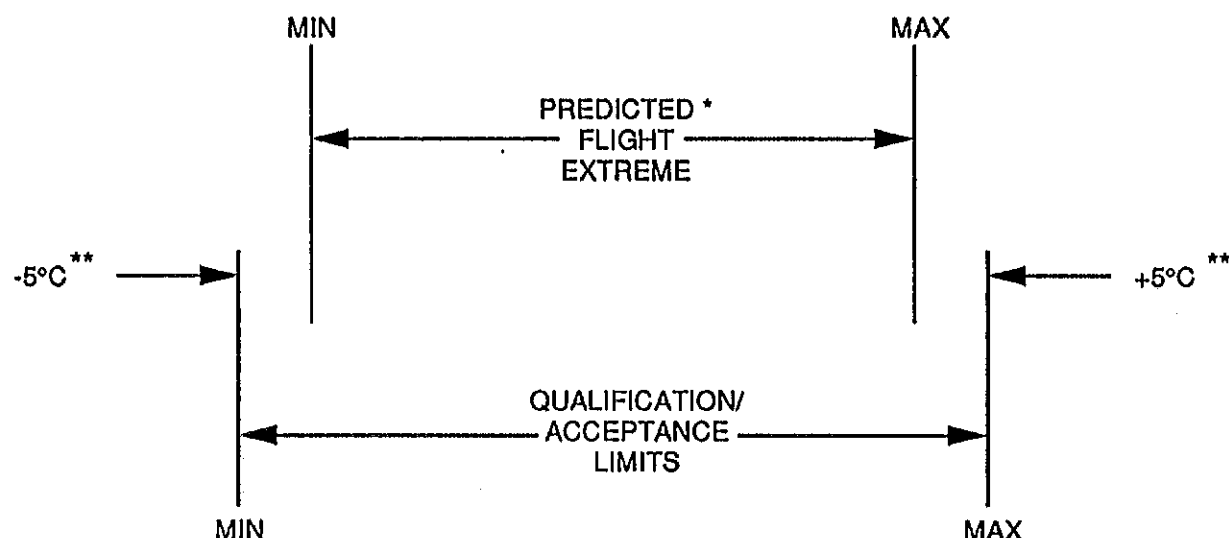 MIN
MAX
PREDICTED *
FLIGHT
EXTREME
-5°C **
+5°C **
QUALIFICATION/
ACCEPTANCE
LIMITS
MIN
MAX